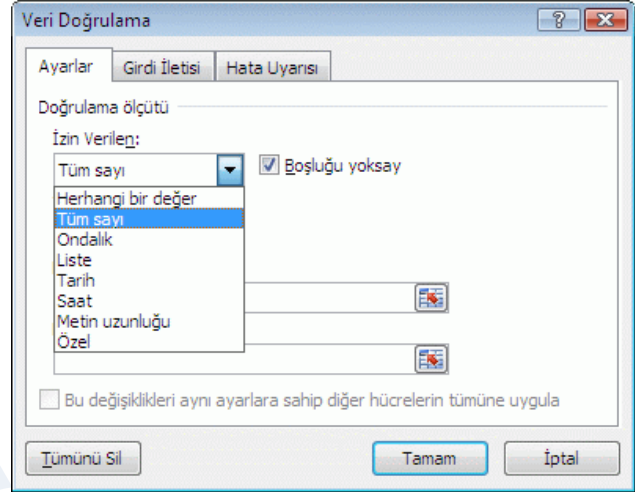 Veri Doğrulama
Ayarlar Girdi İletisi Hata Uyarısı
Doğrulama ölçütü
İzin Verilen:
Tüm sayı Boşluğu yoksay
Herhangi bir değer
Tüm sayı
Ondalık
Liste
Tarih
Saat
Metin uzunluğu
Özel
Bu değişiklikleri aynı ayarlara sahip diğer hücrelerin tümüne uygula
Tümünü Sil Tamam İptal